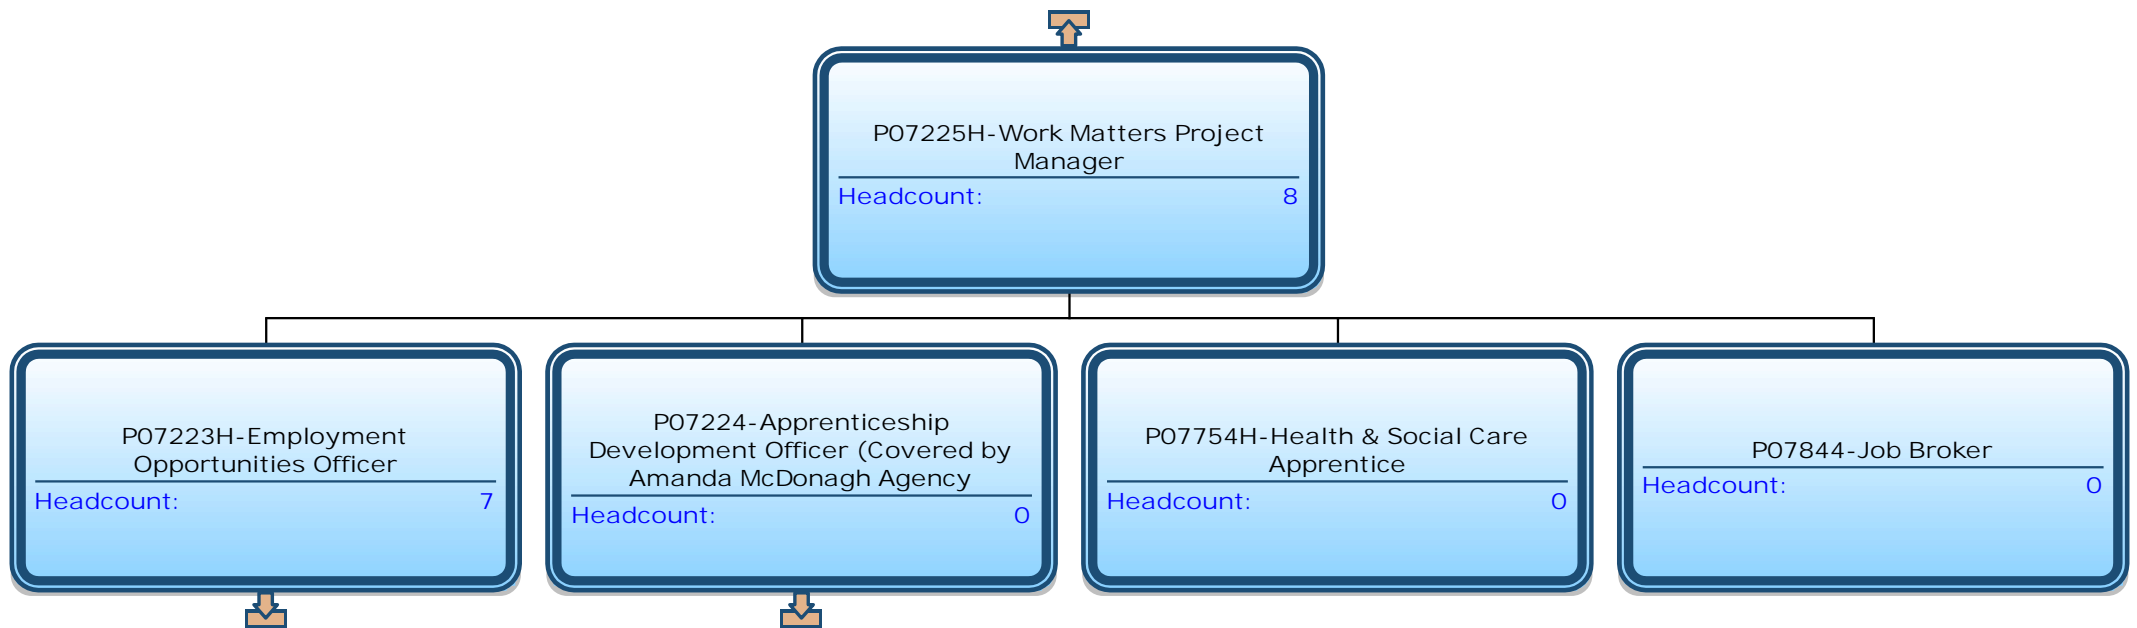 P07225H-Work Matters Project
Manager
Headcount: 8
P07223H-Employment
Opportunities Officer
Headcount: 7
P07224-Apprenticeship
Development Officer (Covered by
Amanda McDonagh Agency
Headcount: 0
P07754H-Health & Social Care
Apprentice
Headcount: 0
P07844-Job Broker
Headcount: 0